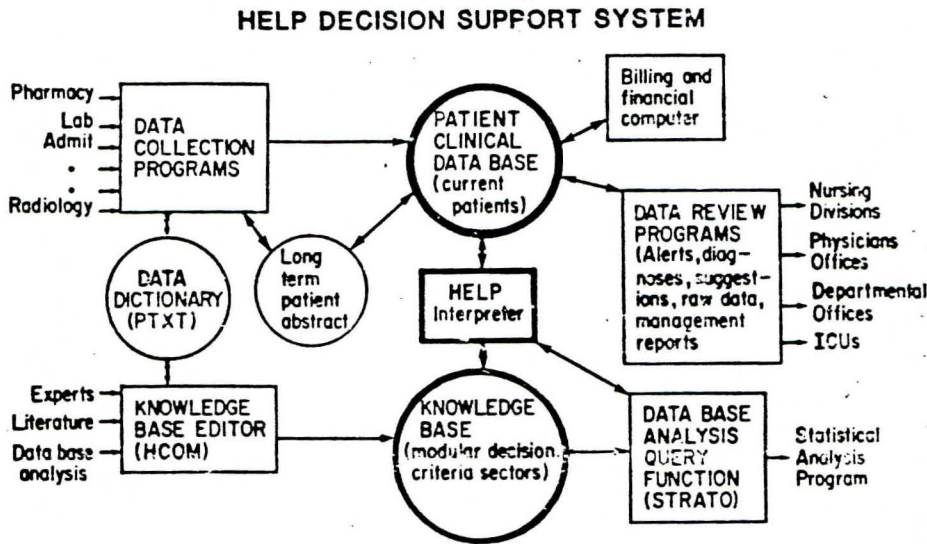 HELP DECISION SUPPORT SYSTEM
Pharmacy
Lab
Admit
Radiology
DATA
COLLECTION
PROGRAMS
PATIENT
CLINICAL
DATA BASE
(current
patients)
Billing and
financial
computer
DATA
DICTIONARY
(PTXT)
Long
term
patient
abstract
HELP
Interpreter
DATA REVIEW
PROGRAMS
(Alerts, diag-
noses, suggest-
ions, raw data,
management
reports
Nursing
Divisions
Physicians
Offices
Departmental
Offices
ICUs
Experts
Literature
Data base
analysis
KNOWLEDGE
BASE EDITOR
(HCOM)
KNOWLEDGE
BASE
(modular decision
criteria sectors)
DATA BASE
ANALYSIS
QUERY
FUNCTION
(STRATO)
Statistical
Analysis
Program